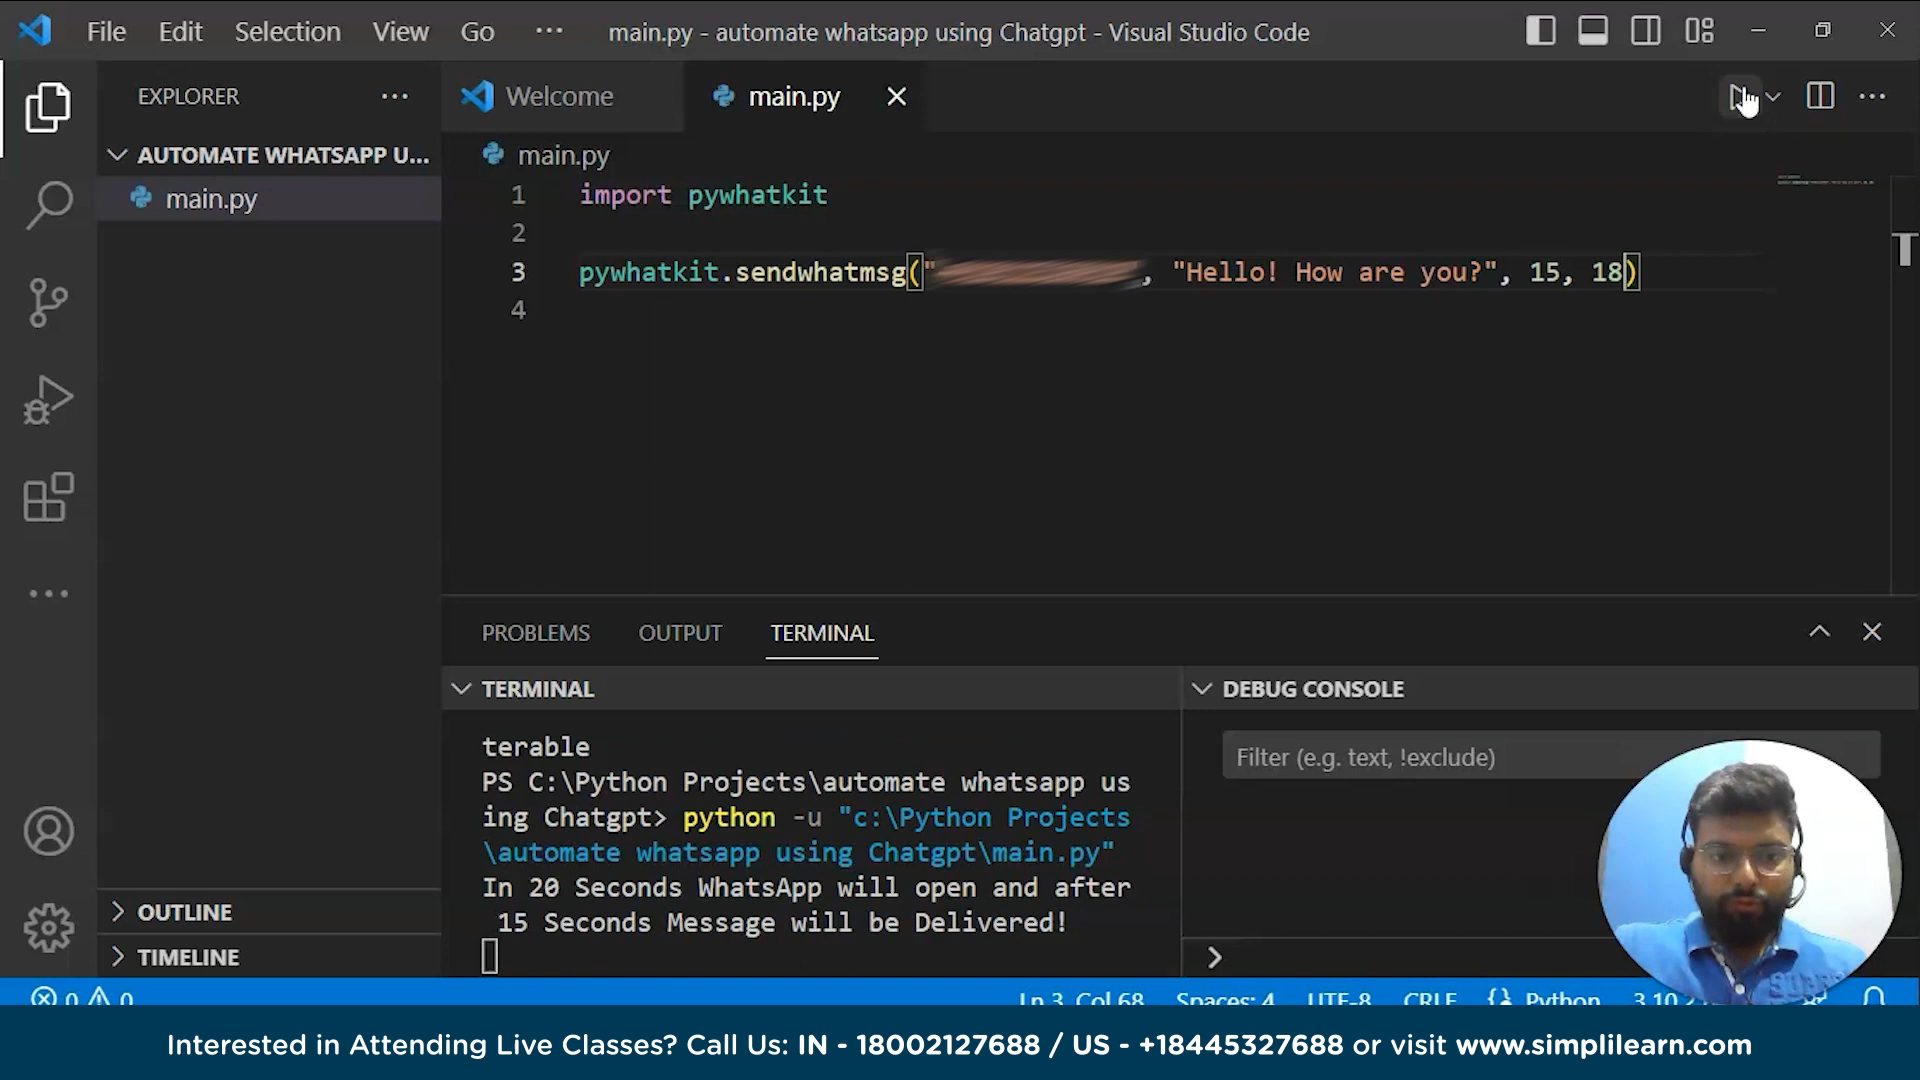 File Edit Selection View Go ··· main.py - automate whatsapp using Chatgpt - Visual Studio Code
EXPLORER ···
Welcome main.py
AUTOMATE WHATSAPP U...
main.py
main.py
1 import pywhatkit
2
3 pywhatkit.sendwhatmsg(" , "Hello! How are you?", 15, 18)
4
PROBLEMS OUTPUT TERMINAL
TERMINAL
DEBUG CONSOLE
terable
PS C:\Python Projects\automate whatsapp us
ing Chatgpt> python -u "c:\Python Projects
\automate whatsapp using Chatgpt\main.py"
In 20 Seconds WhatsApp will open and after
15 Seconds Message will be Delivered!
Filter (e.g. text, !exclude)
OUTLINE
TIMELINE
0 0 Ln 3, Col 68 Spaces: 4 UTF-8 CRLF {} Python
Interested in Attending Live Classes? Call Us: IN - 18002127688 / US - +18445327688 or visit www.simplilearn.com